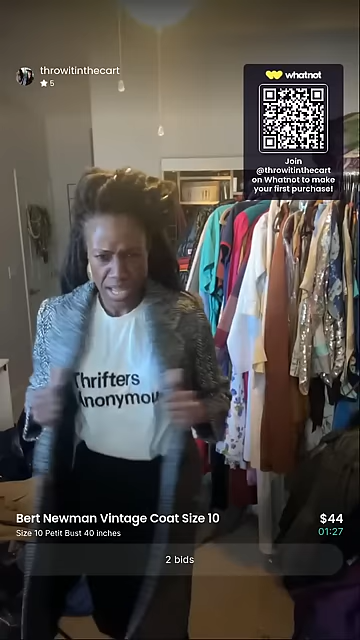 throwitinthecart
★ 5
whatnot
Join
@throwitinthecart
on Whatnot to make
your first purchase!
Thrifters
Anonymou
Bert Newman Vintage Coat Size 10
$44
Size 10 Petit Bust 40 inches
01:27
2 bids